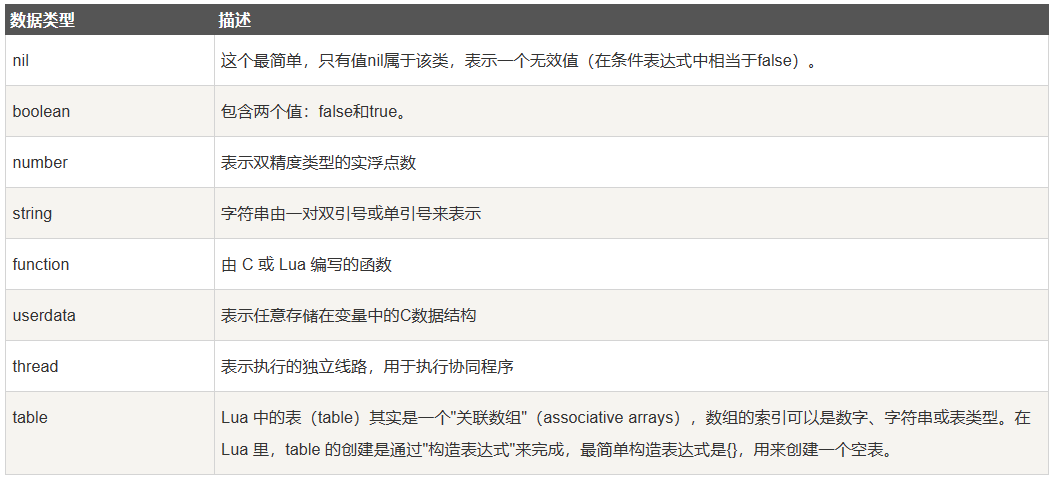 数据类型 描述
nil 这个最简单，只有值nil属于该类，表示一个无效值（在条件表达式中相当于false）。
boolean 包含两个值：false和true。
number 表示双精度类型的实浮点数
string 字符串由一对双引号或单引号来表示
function 由 C 或 Lua 编写的函数
userdata 表示任意存储在变量中的C数据结构
thread 表示执行的独立线路，用于执行协同程序
table Lua 中的表（table）其实是一个"关联数组"（associative arrays），数组的索引可以是数字、字符串或表类型。在
Lua 里，table 的创建是通过"构造表达式"来完成，最简单构造表达式是{}，用来创建一个空表。